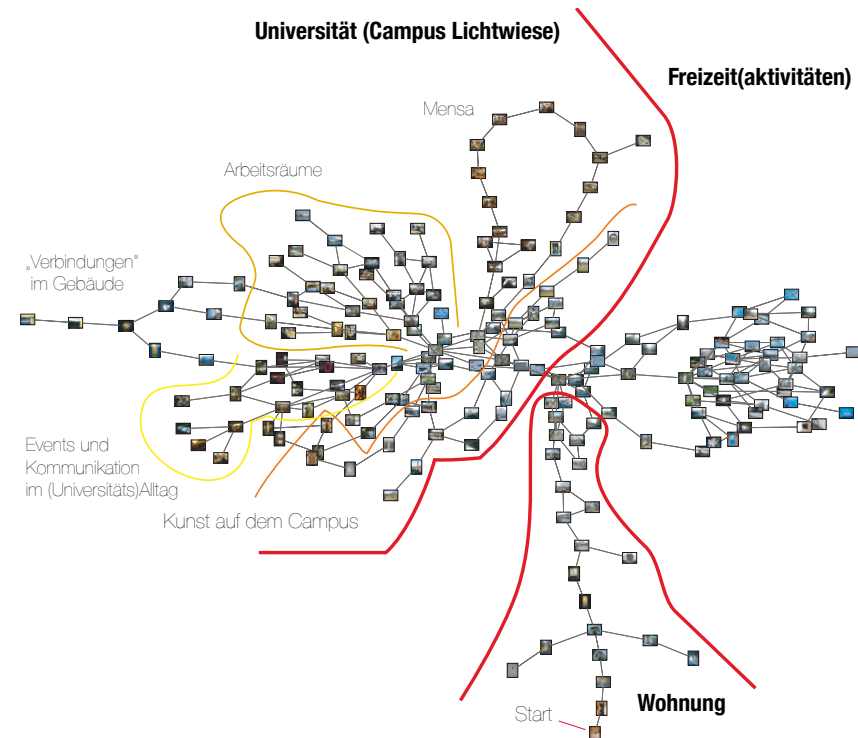 Universität (Campus Lichtwiese)
Freizeit(aktivitäten)
Mensa
Arbeitsräume
„Verbindungen“
im Gebäude
Events und
Kommunikation
im (Universitäts)Alltag
Kunst auf dem Campus
Wohnung
Start